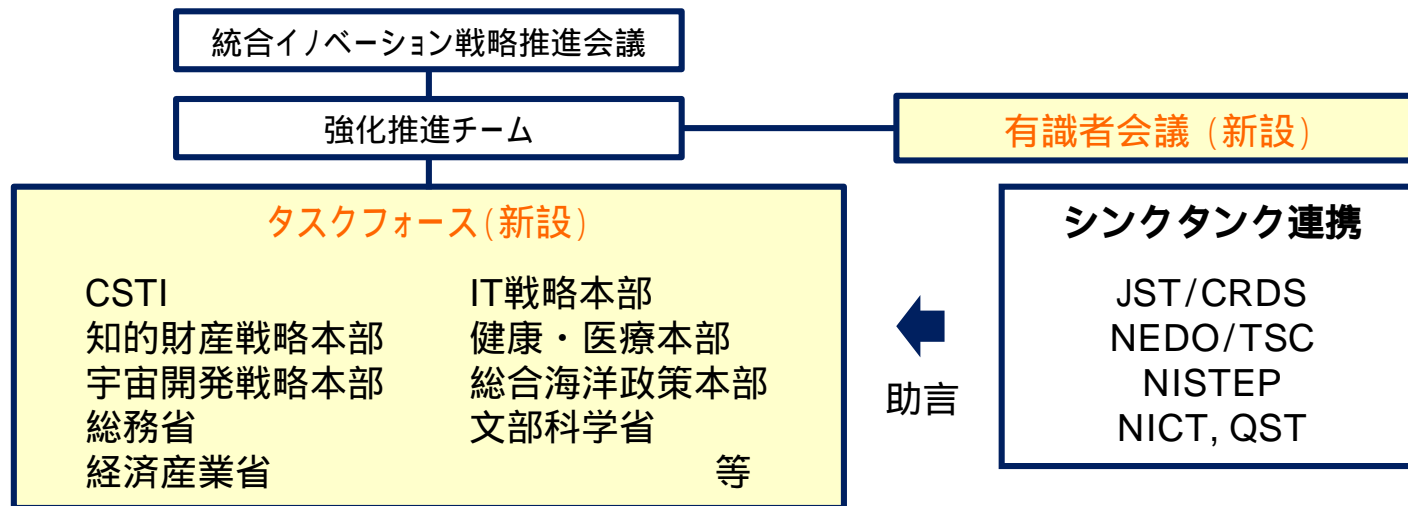 統合イノベーション戦略推進会議
強化推進チーム
有識者会議(新設)
タスクフォース(新設)
CSTI IT戦略本部
知的財産戦略本部 健康・医療本部
宇宙開発戦略本部 総合海洋政策本部
総務省 文部科学省
経済産業省 等
助言
シンクタンク連携
JST/CRDS
NEDO/TSC
NISTEP
NICT, QST